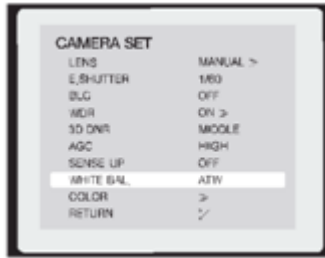 CAMERA SET
LENS MANUAL >
E.SHUTTER 1/60
BLC OFF
WDR ON >
3D DNR MIDDLE
AGC HIGH
SENSE UP OFF
WHITE BAL. ATW
COLOR >
RETURN